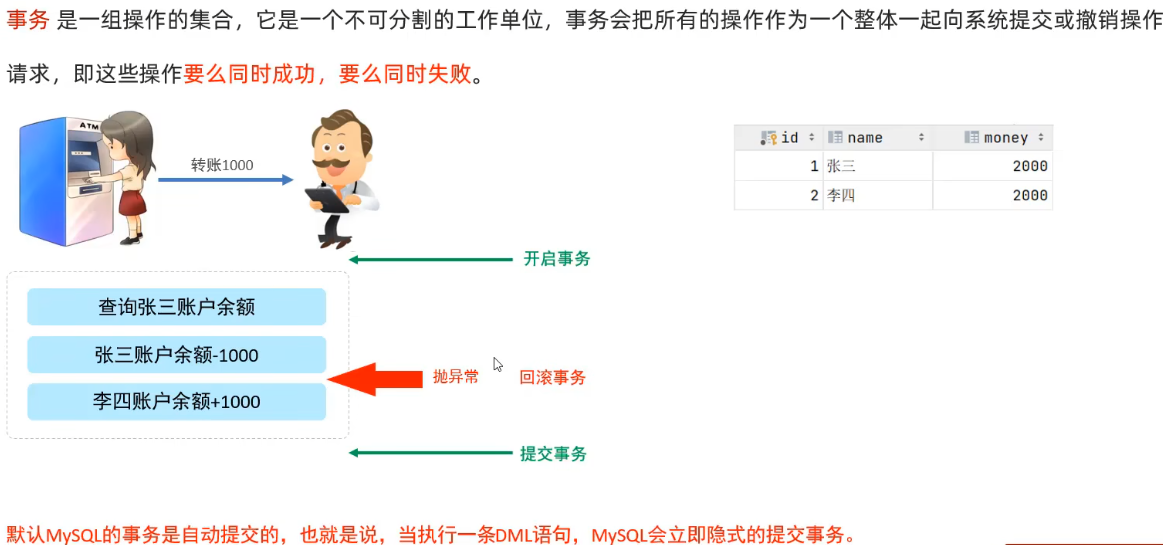 事务 是一组操作的集合，它是一个不可分割的工作单位，事务会把所有的操作作为一个整体一起向系统提交或撤销操作
请求，即这些操作要么同时成功，要么同时失败。
ATM
转账1000
id name money
1 张三 2000
2 李四 2000
开启事务
查询张三账户余额
张三账户余额-1000
抛异常 回滚事务
李四账户余额+1000
提交事务
默认MySQL的事务是自动提交的，也就是说，当执行一条DML语句，MySQL会立即隐式的提交事务。